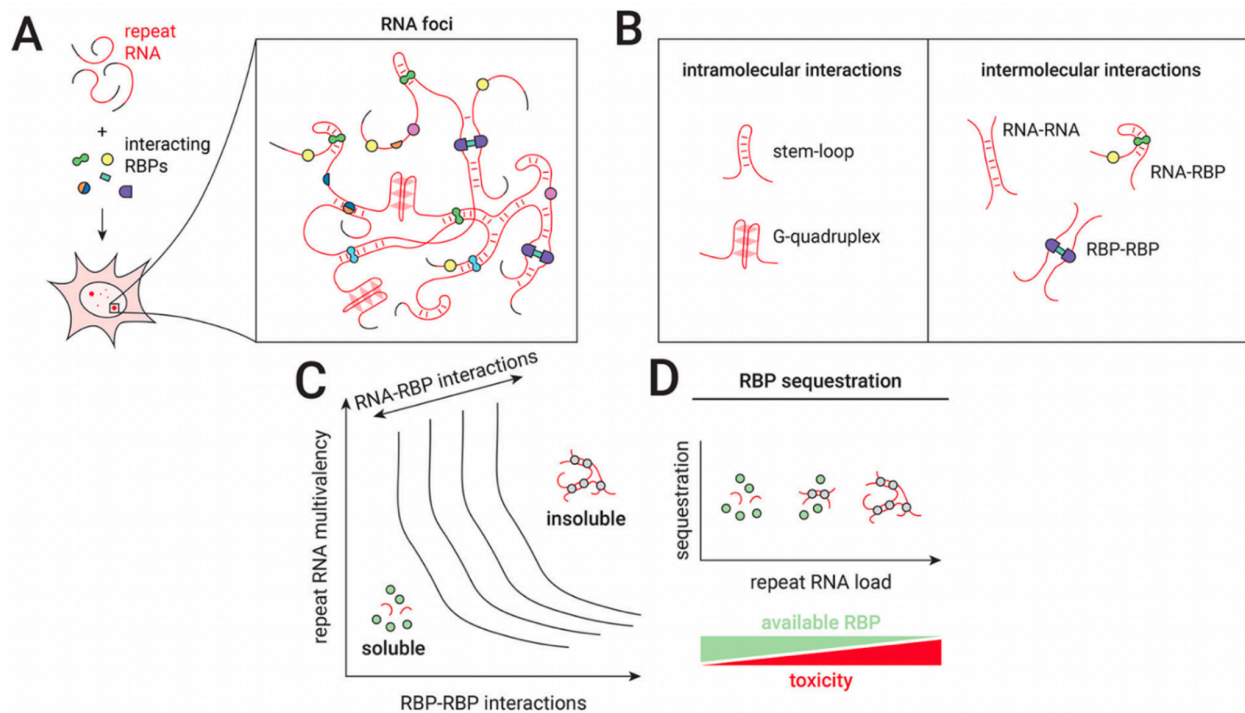 A
repeat
RNA
+
interacting
RBPs
RNA foci
B
intramolecular interactions
stem-loop
G-quadruplex
intermolecular interactions
RNA-RNA
RNA-RBP
RBP-RBP
C
RNA-RBP interactions
repeat RNA multivalency
insoluble
soluble
RBP-RBP interactions
D
RBP sequestration
sequestration
repeat RNA load
available RBP
toxicity